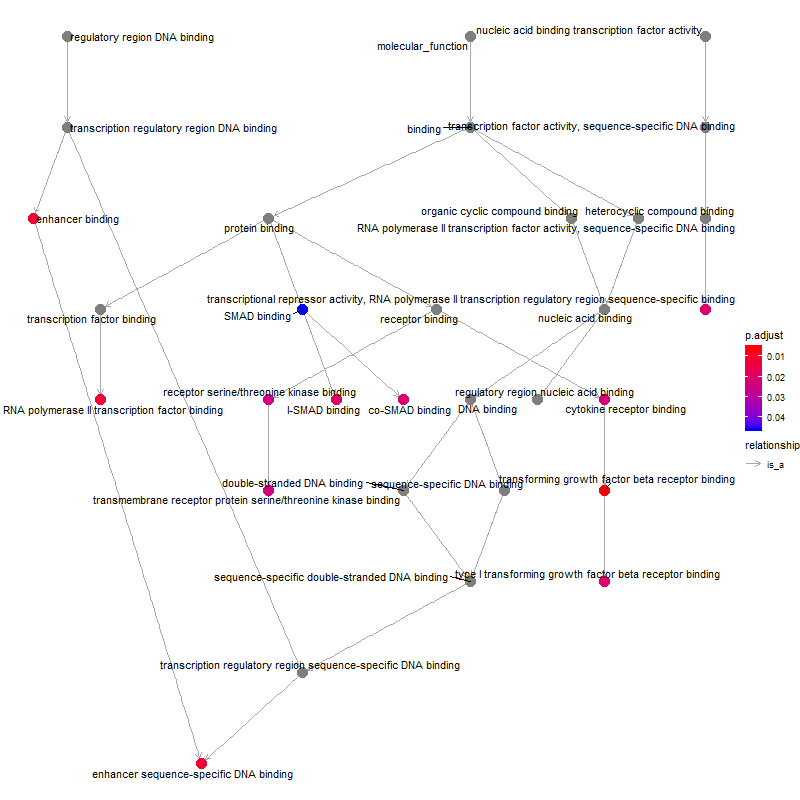 nucleic acid binding transcription factor activity
regulatory region DNA binding
molecular_function
transcription regulatory region DNA binding
binding
transcription factor activity, sequence-specific DNA binding
enhancer binding
protein binding
organic cyclic compound binding
heterocyclic compound binding
RNA polymerase II transcription factor activity, sequence-specific DNA binding
transcriptional repressor activity, RNA polymerase II transcription regulatory region sequence-specific binding
transcription factor binding
SMAD binding
receptor binding
nucleic acid binding
p.adjust
0.01
0.02
0.03
0.04
receptor serine/threonine kinase binding
regulatory region nucleic acid binding
RNA polymerase II transcription factor binding
I-SMAD binding
co-SMAD binding
DNA binding
cytokine receptor binding
relationship
is_a
double-stranded DNA binding
sequence-specific DNA binding
transforming growth factor beta receptor binding
transmembrane receptor protein serine/threonine kinase binding
sequence-specific double-stranded DNA binding
type I transforming growth factor beta receptor binding
transcription regulatory region sequence-specific DNA binding
enhancer sequence-specific DNA binding